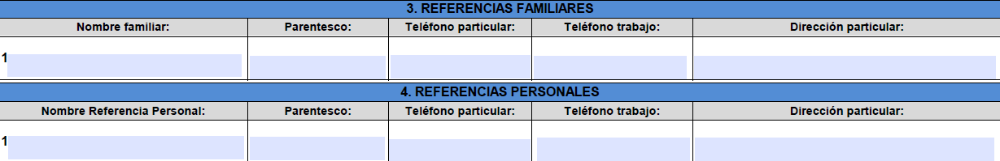 3. REFERENCIAS FAMILIARES
Nombre familiar: Parentesco: Teléfono particular: Teléfono trabajo: Dirección particular:
1
4. REFERENCIAS PERSONALES
Nombre Referencia Personal: Parentesco: Teléfono particular: Teléfono trabajo: Dirección particular:
1